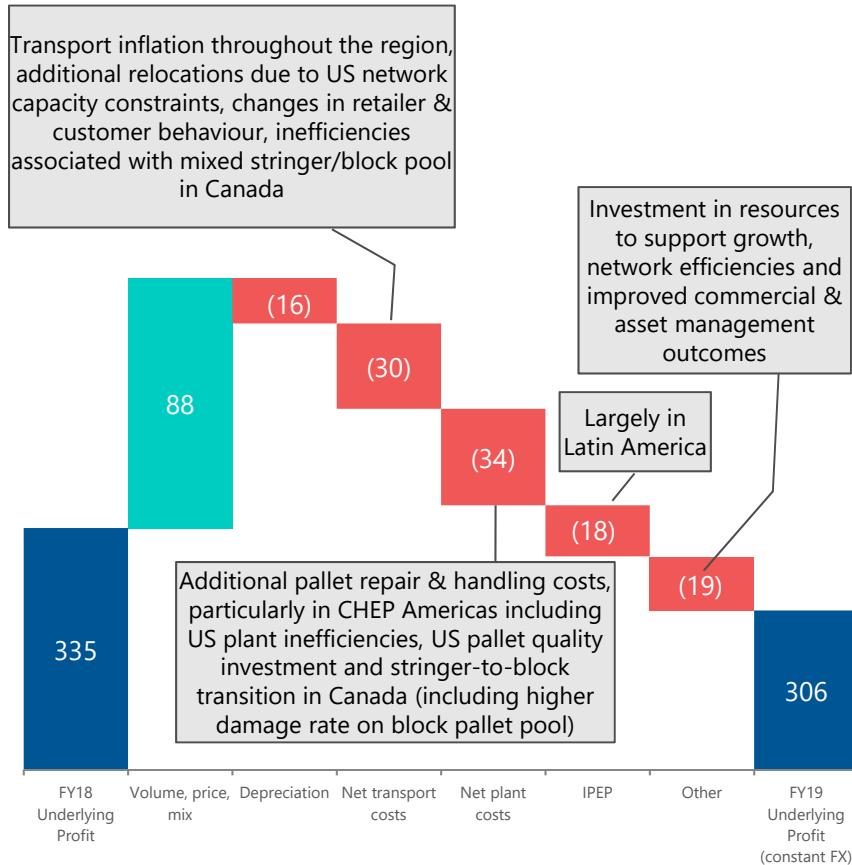 Transport inflation throughout the region,
additional relocations due to US network
capacity constraints, changes in retailer &
customer behaviour, inefficiencies
associated with mixed stringer/block pool
in Canada
Investment in resources
to support growth,
network efficiencies and
improved commercial &
asset management
outcomes
(16)
(30)
88
(34)
Largely in
Latin America
(18)
(19)
Additional pallet repair & handling costs,
particularly in CHEP Americas including
US plant inefficiencies, US pallet quality
investment and stringer-to-block
transition in Canada (including higher
damage rate on block pallet pool)
335
306
FY18
Underlying
Profit
Volume, price,
mix
Depreciation
Net transport
costs
Net plant
costs
IPEP
Other
FY19
Underlying
Profit
(constant FX)